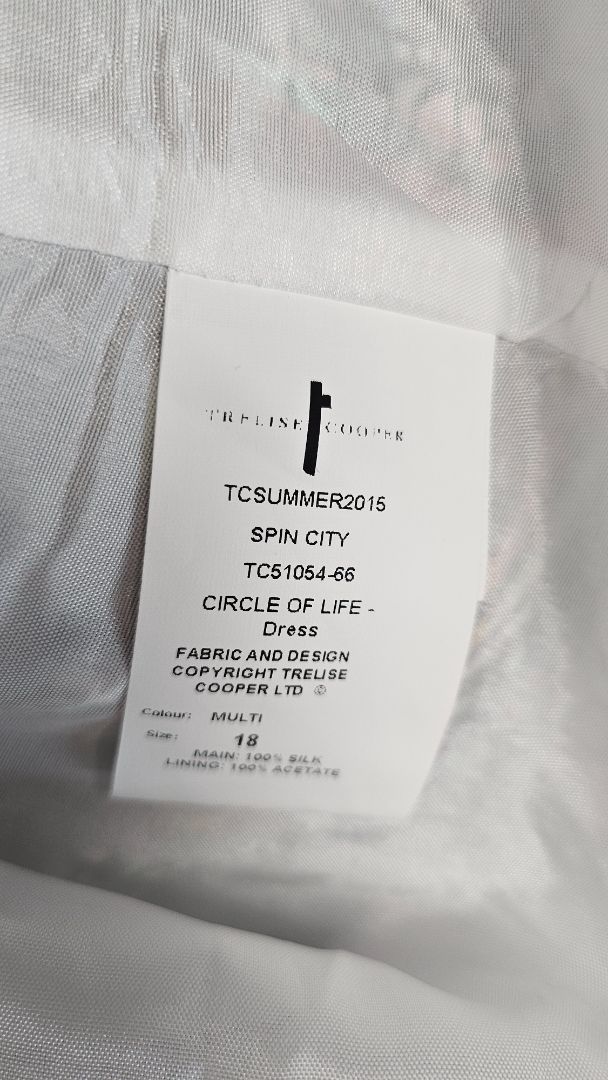 TRELISE COOPER
TCSUMMER2015
SPIN CITY
TC51054-66
CIRCLE OF LIFE -
Dress
FABRIC AND DESIGN
COPYRIGHT TRELISE
COOPER LTD ©
Colour: MULTI
Size: 18
MAIN: 100% SILK
LINING: 100% ACETATE